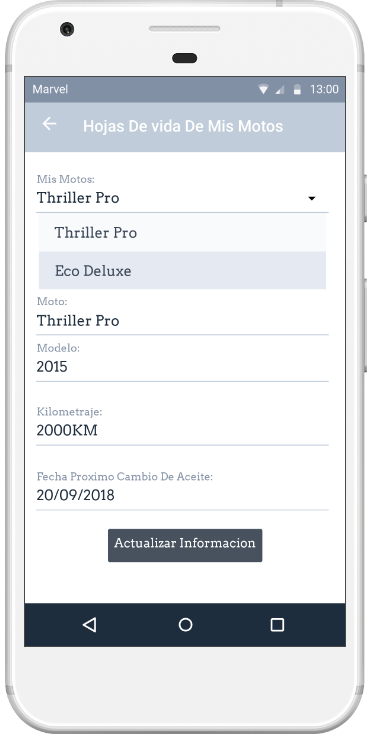 Marvel 13:00
Hojas De vida De Mis Motos
Mis Motos:
Thriller Pro
Thriller Pro
Eco Deluxe
Moto:
Thriller Pro
Modelo:
2015
Kilometraje:
2000KM
Fecha Proximo Cambio De Aceite:
20/09/2018
Actualizar Informacion